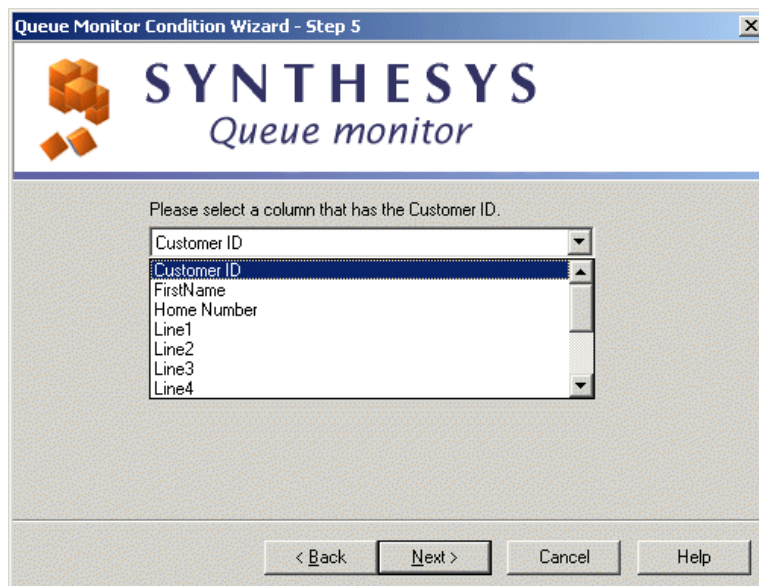 Queue Monitor Condition Wizard - Step 5
SYNTHESYS
Queue monitor
Please select a column that has the Customer ID.
Customer ID
Customer ID
FirstName
Home Number
Line1
Line2
Line3
Line4
< Back
Next >
Cancel
Help